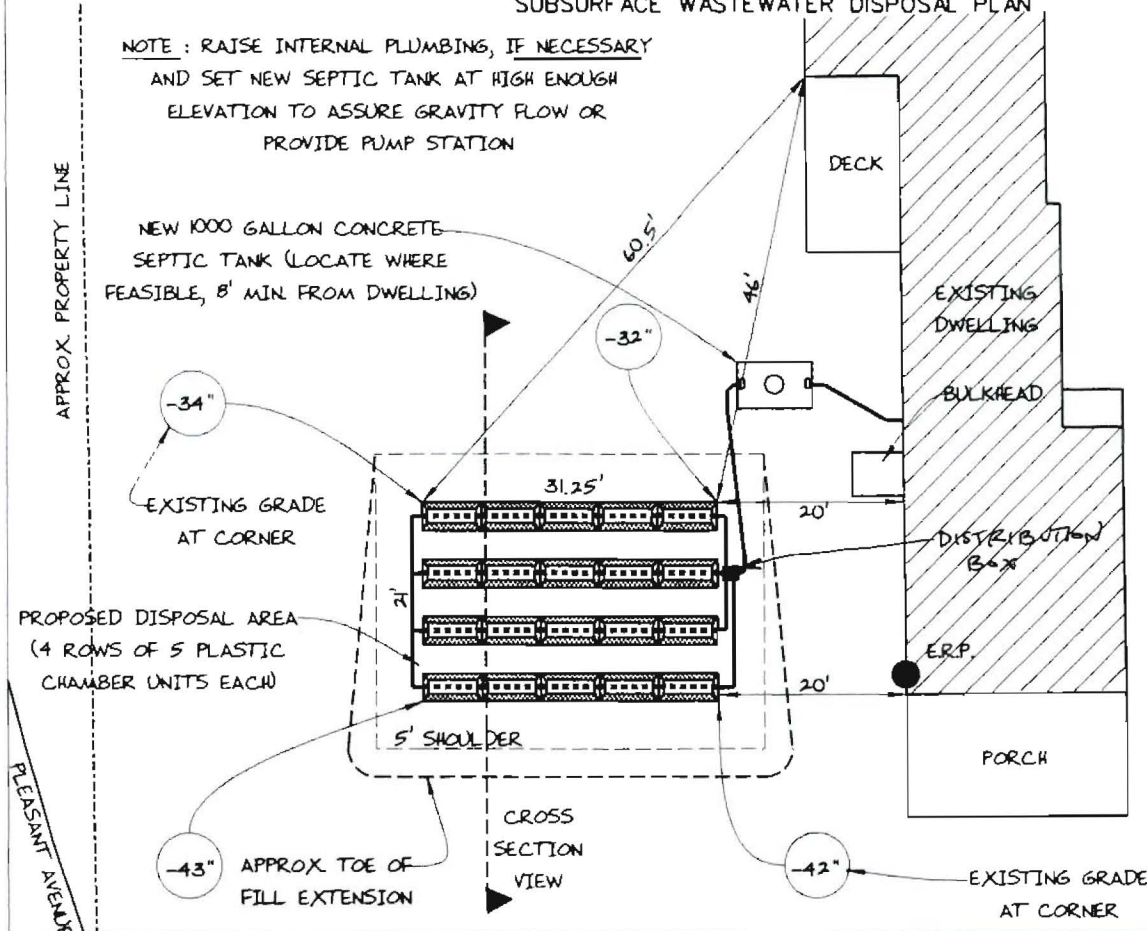 SUBSURFACE WASTEWATER DISPOSAL PLAN
NOTE : RAISE INTERNAL PLUMBING, IF NECESSARY
AND SET NEW SEPTIC TANK AT HIGH ENOUGH
ELEVATION TO ASSURE GRAVITY FLOW OR
PROVIDE PUMP STATION
DECK
APPROX PROPERTY LINE
NEW 1000 GALLON CONCRETE
SEPTIC TANK (LOCATE WHERE
FEASIBLE, 8' MIN. FROM DWELLING)
60.5'
46'
EXISTING
DWELLING
-32"
BULKHEAD
-34"
31.25'
EXISTING GRADE
AT CORNER
20'
DISTRIBUTION
BOX
21'
PROPOSED DISPOSAL AREA
(4 ROWS OF 5 PLASTIC
CHAMBER UNITS EACH)
E.R.P.
20'
5' SHOULDER
PORCH
PLEASANT AVENUE
CROSS
SECTION
VIEW
-43"
APPROX TOE OF
FILL EXTENSION
-42"
EXISTING GRADE
AT CORNER